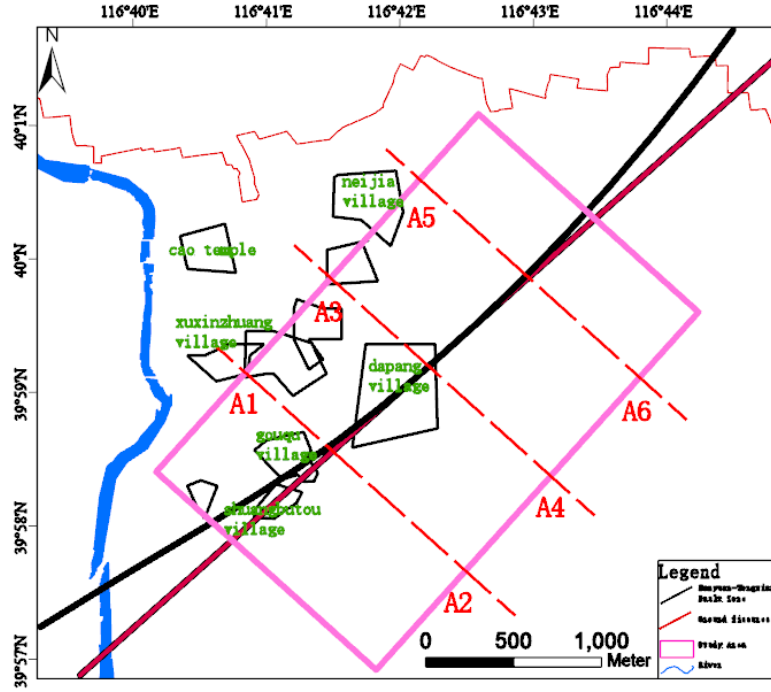 116°40'E 116°41'E 116°42'E 116°43'E 116°44'E
N
40°1'N
40°N
39°59'N
39°58'N
39°57'N
neijia
village
A5
cao temple
A3
xuxinzhuang
village
dapang
village
A1
A6
gouqu
village
A4
village
A2
Legend
Ground fissures
Study area
River
0 500 1,000
Meter